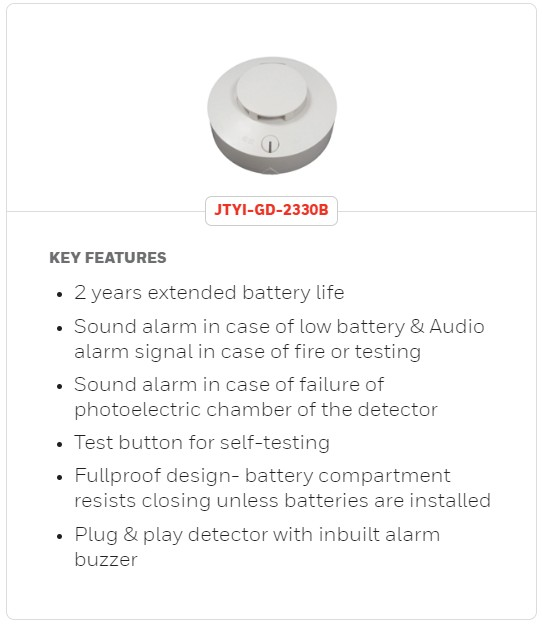 JTYI-GD-2330B
KEY FEATURES
• 2 years extended battery life
• Sound alarm in case of low battery & Audio
alarm signal in case of fire or testing
• Sound alarm in case of failure of
photoelectric chamber of the detector
• Test button for self-testing
• Fullproof design- battery compartment
resists closing unless batteries are installed
• Plug & play detector with inbuilt alarm
buzzer